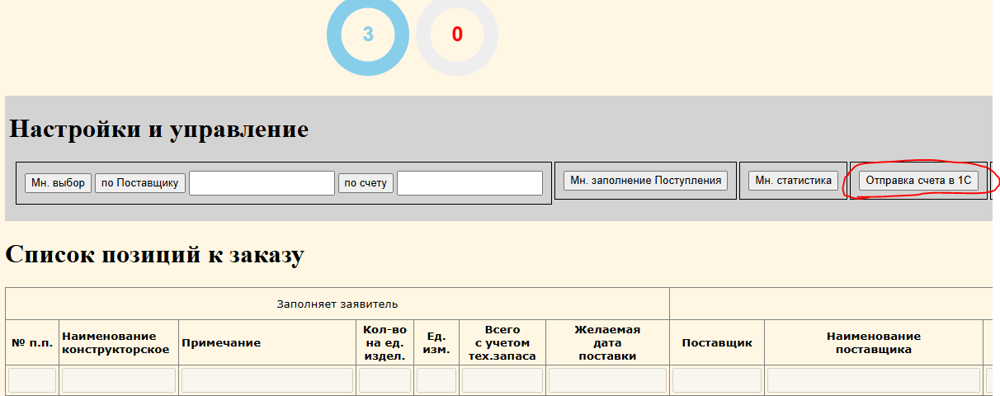 3 0
Настройки и управление
Мн. выбор по Поставщику по счету Мн. заполнение Поступления Мн. статистика Отправка счета в 1С
Список позиций к заказу
Заполняет заявитель
№ п.п. Наименование конструкторское Примечание Кол-во на ед. издел. Ед. изм. Всего с учетом тех.запаса Желаемая дата поставки Поставщик Наименование поставщика